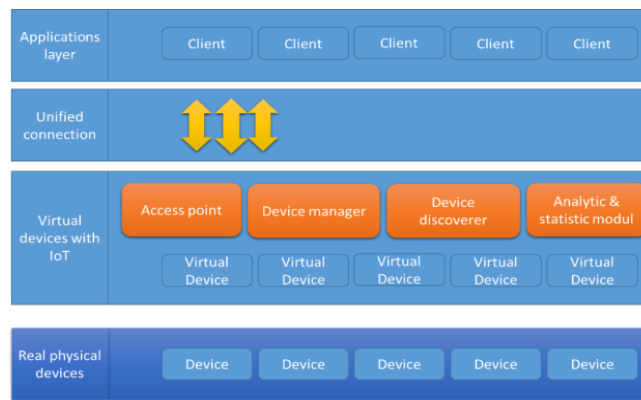 Applications
layer
Client
Client
Client
Client
Client
Unified
connection
Virtual
devices with
IoT
Access point
Device manager
Device
discoverer
Analytic &
statistic modul
Virtual
Device
Virtual
Device
Virtual
Device
Virtual
Device
Virtual
Device
Real physical
devices
Device
Device
Device
Device
Device